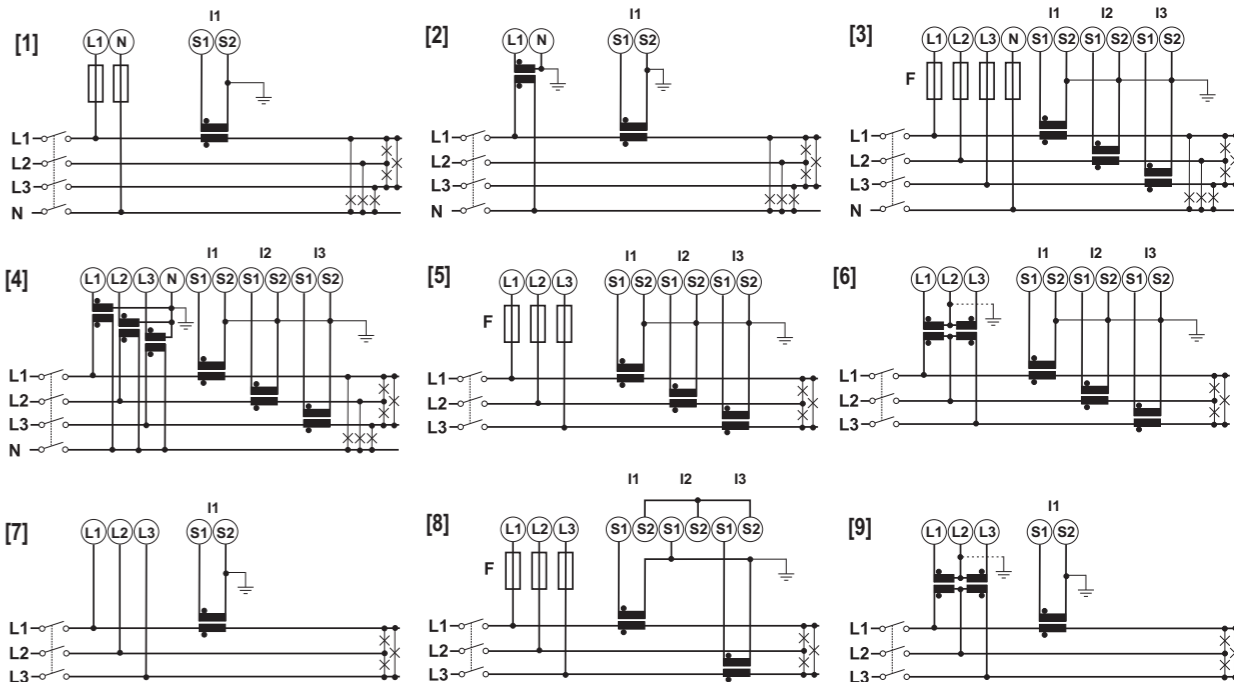 I1
[1] L1 N S1 S2
L1
L2
L3
N
I1
[2] L1 N S1 S2
L1
L2
L3
N
I1 I2 I3
[3] L1 L2 L3 N S1 S2 S1 S2 S1 S2
F
L1
L2
L3
N
I1 I2 I3
[4] L1 L2 L3 N S1 S2 S1 S2 S1 S2
L1
L2
L3
N
I1 I2 I3
[5] L1 L2 L3 S1 S2 S1 S2 S1 S2
F
L1
L2
L3
I1 I2 I3
[6] L1 L2 L3 S1 S2 S1 S2 S1 S2
L1
L2
L3
I1
[7] L1 L2 L3 S1 S2
L1
L2
L3
I1 I2 I3
[8] L1 L2 L3 S1 S2 S1 S2 S1 S2
F
L1
L2
L3
I1
[9] L1 L2 L3 S1 S2
L1
L2
L3